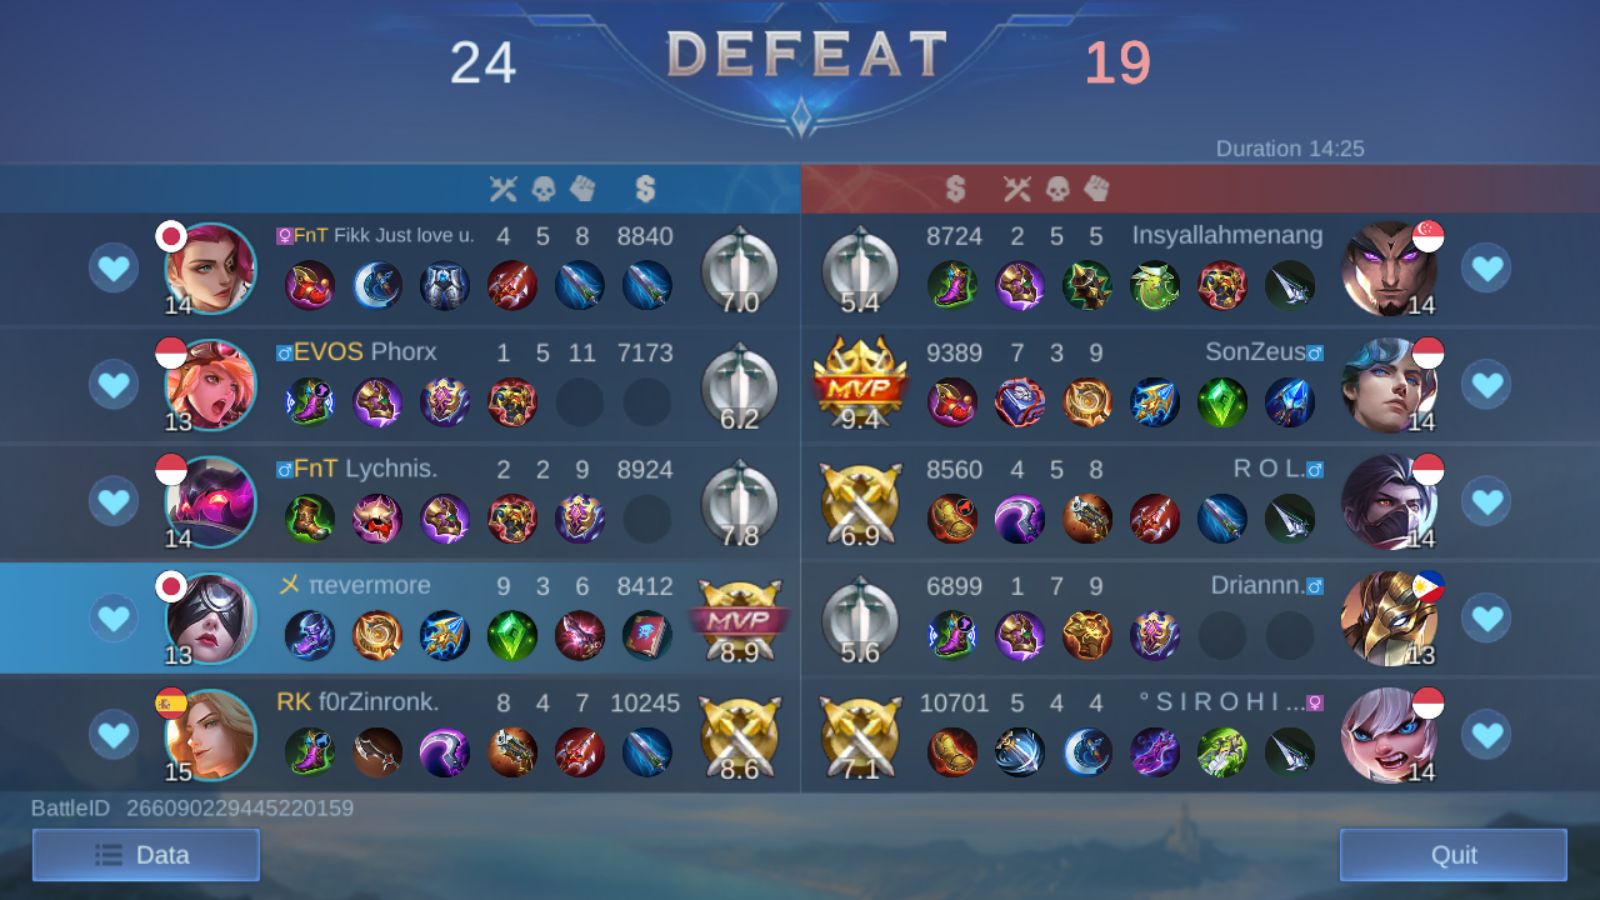 24 DEFEAT 19
Duration 14:25
FnT Fikk Just love u. 4 5 8 8840
14 7.0
8724 2 5 5 Insyallahmenang
5.4 14
EVOS Phorx 1 5 11 7173
13 6.2
9389 7 3 9 SonZeus
MVP
9.4 14
FnT Lychnis. 2 2 9 8924
14 7.8
8560 4 5 8 R O L.
6.9 14
メ πevermore 9 3 6 8412
MVP
13 8.9
6899 1 7 9 Driannn.
5.6 13
RK f0rZinronk. 8 4 7 10245
15 8.6
10701 5 4 4 °S I R O H I ...
7.1 14
BattleID 266090229445220159
Data
Quit